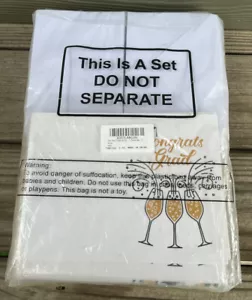 This Is A Set
DO NOT
SEPARATE
Congrats
Grad
Warning:
To avoid danger of suffocation, keep this plastic bag away from
babies and children. Do not use this bag in cribs, beds, carriages
or playpens. This bag is not a toy.